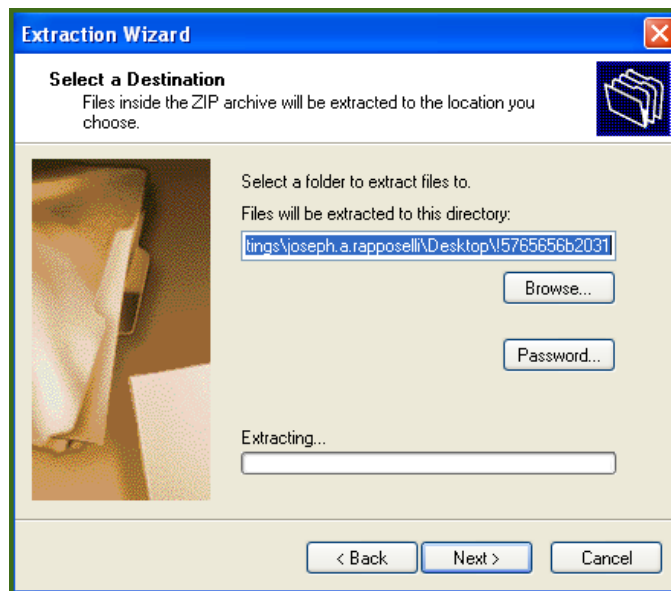 Extraction Wizard
Select a Destination
Files inside the ZIP archive will be extracted to the location you
choose.
Select a folder to extract files to.
Files will be extracted to this directory:
tings\joseph.a.rapposelli\Desktop\!5765656b2031
Browse...
Password...
Extracting...
< Back
Next >
Cancel